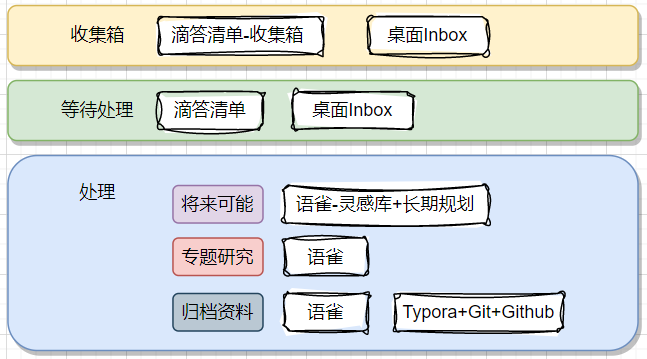 收集箱 滴答清单-收集箱 桌面Inbox
等待处理 滴答清单 桌面Inbox
处理
将来可能 语雀-灵感库+长期规划
专题研究 语雀
归档资料 语雀 Typora+Git+Github